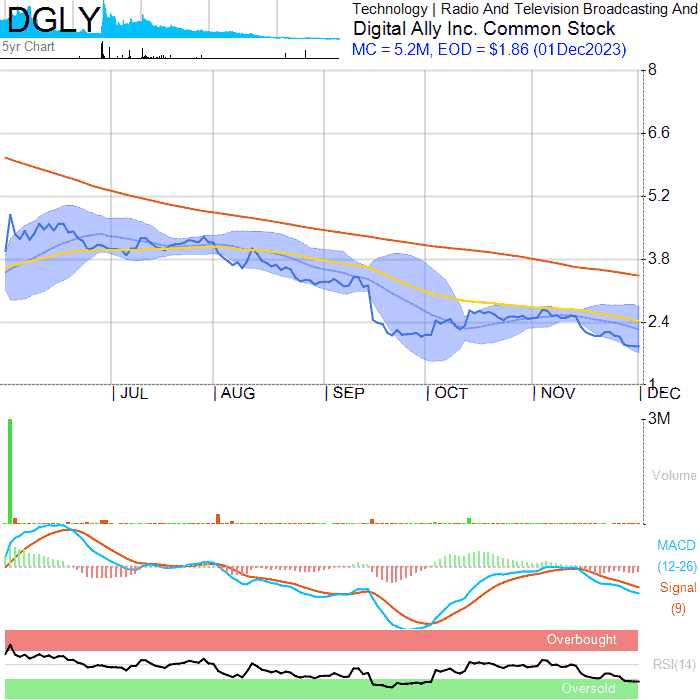 DGLY
5yr Chart
Technology | Radio And Television Broadcasting And
Digital Ally Inc. Common Stock
MC = 5.2M, EOD = $1.86 (01Dec2023)
8
6.6
5.2
3.8
2.4
1
JUL AUG SEP OCT NOV DEC
3M
Volume
MACD
(12-26)
Signal
(9)
Overbought
RSI(14)
Oversold